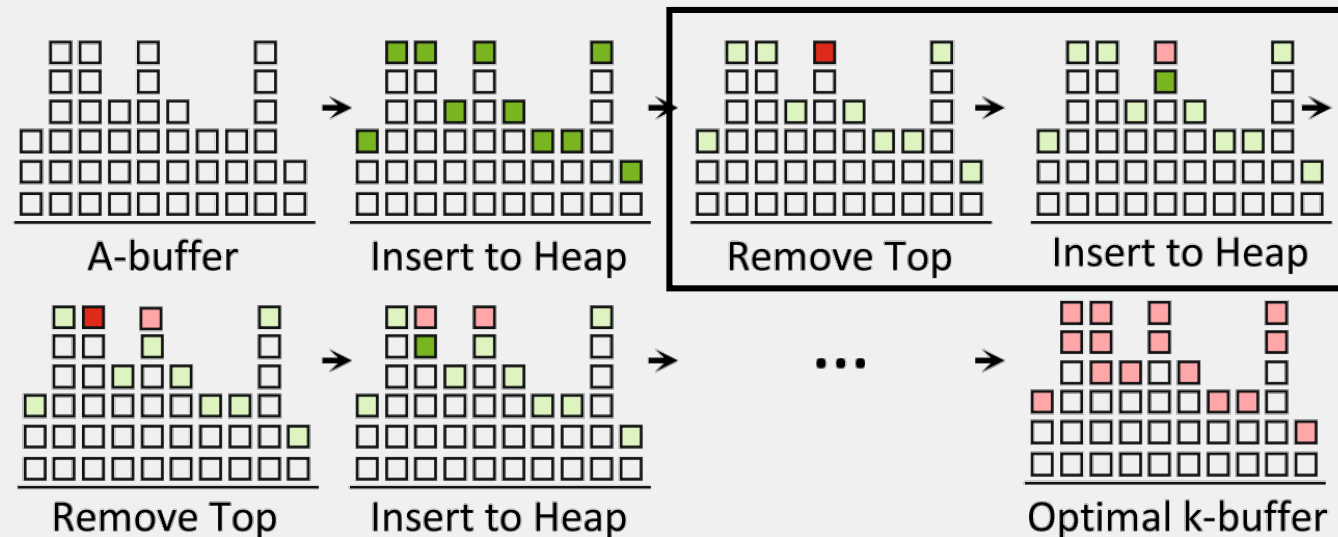 A-buffer
Insert to Heap
Remove Top
Insert to Heap
Remove Top
Insert to Heap
...
Optimal k-buffer